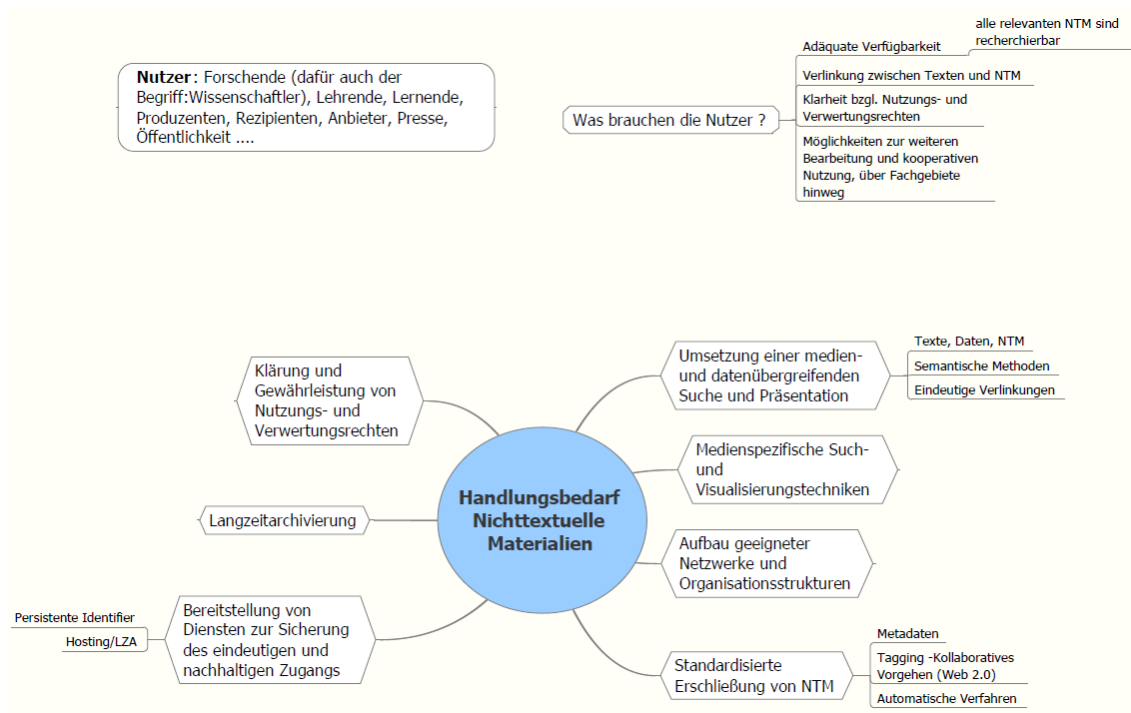 Nutzer: Forschende (dafür auch der
Begriff:Wissenschaftler), Lehrende, Lernende,
Produzenten, Rezipienten, Anbieter, Presse,
Öffentlichkeit ....
Was brauchen die Nutzer ?
Adäquate Verfügbarkeit
alle relevanten NTM sind
recherchierbar
Verlinkung zwischen Texten und NTM
Klarheit bzgl. Nutzungs- und
Verwertungsrechten
Möglichkeiten zur weiteren
Bearbeitung und kooperativen
Nutzung, über Fachgebiete
hinweg
Handlungsbedarf
Nichttextuelle
Materialien
Klärung und
Gewährleistung von
Nutzungs- und
Verwertungsrechten
Langzeitarchivierung
Bereitstellung von
Diensten zur Sicherung
des eindeutigen und
nachhaltigen Zugangs
Persistente Identifier
Hosting/LZA
Umsetzung einer medien-
und datenübergreifenden
Suche und Präsentation
Texte, Daten, NTM
Semantische Methoden
Eindeutige Verlinkungen
Medienspezifische Such-
und
Visualisierungstechniken
Aufbau geeigneter
Netzwerke und
Organisationsstrukturen
Standardisierte
Erschließung von NTM
Metadaten
Tagging -Kollaboratives
Vorgehen (Web 2.0)
Automatische Verfahren